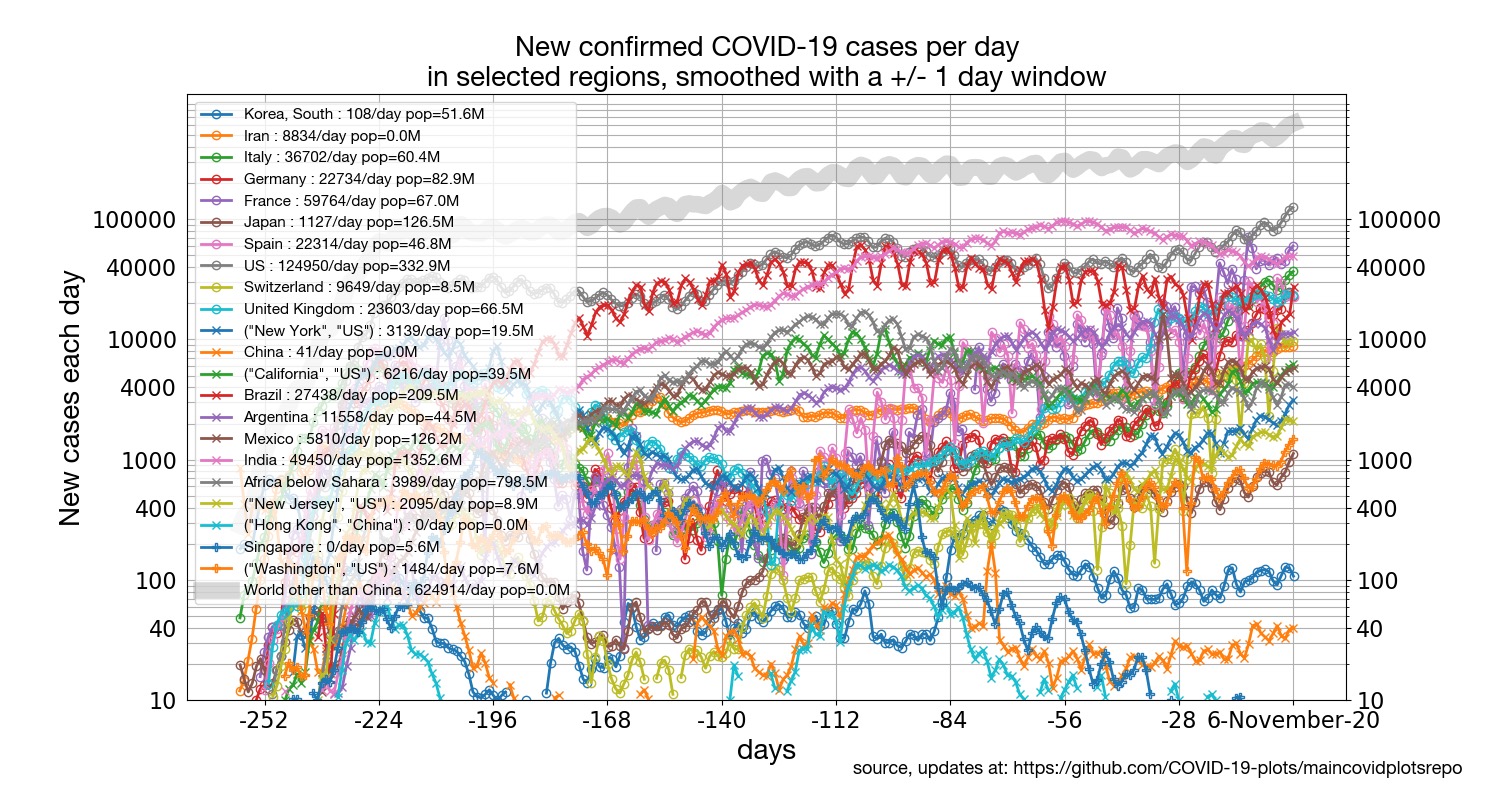 New confirmed COVID-19 cases per day
in selected regions, smoothed with a +/- 1 day window
Korea, South : 108/day pop=51.6M
Iran : 8834/day pop=0.0M
Italy : 36702/day pop=60.4M
Germany : 22734/day pop=82.9M
France : 59764/day pop=67.0M
Japan : 1127/day pop=126.5M
Spain : 22314/day pop=46.8M
US : 124950/day pop=332.9M
Switzerland : 9649/day pop=8.5M
United Kingdom : 23603/day pop=66.5M
("New York", "US") : 3139/day pop=19.5M
China : 41/day pop=0.0M
("California", "US") : 6216/day pop=39.5M
Brazil : 27438/day pop=209.5M
Argentina : 11558/day pop=44.5M
Mexico : 5810/day pop=126.2M
India : 49450/day pop=1352.6M
Africa below Sahara : 3989/day pop=798.5M
("New Jersey", "US") : 2095/day pop=8.9M
("Hong Kong", "China") : 0/day pop=0.0M
Singapore : 0/day pop=5.6M
("Washington", "US") : 1484/day pop=7.6M
World other than China : 624914/day pop=0.0M
New cases each day
100000
40000
10000
4000
1000
400
100
40
10
100000
40000
10000
4000
1000
400
100
40
10
-252 -224 -196 -168 -140 -112 -84 -56 -28 6-November-20
days
source, updates at: https://github.com/COVID-19-plots/maincovidplotsrepo